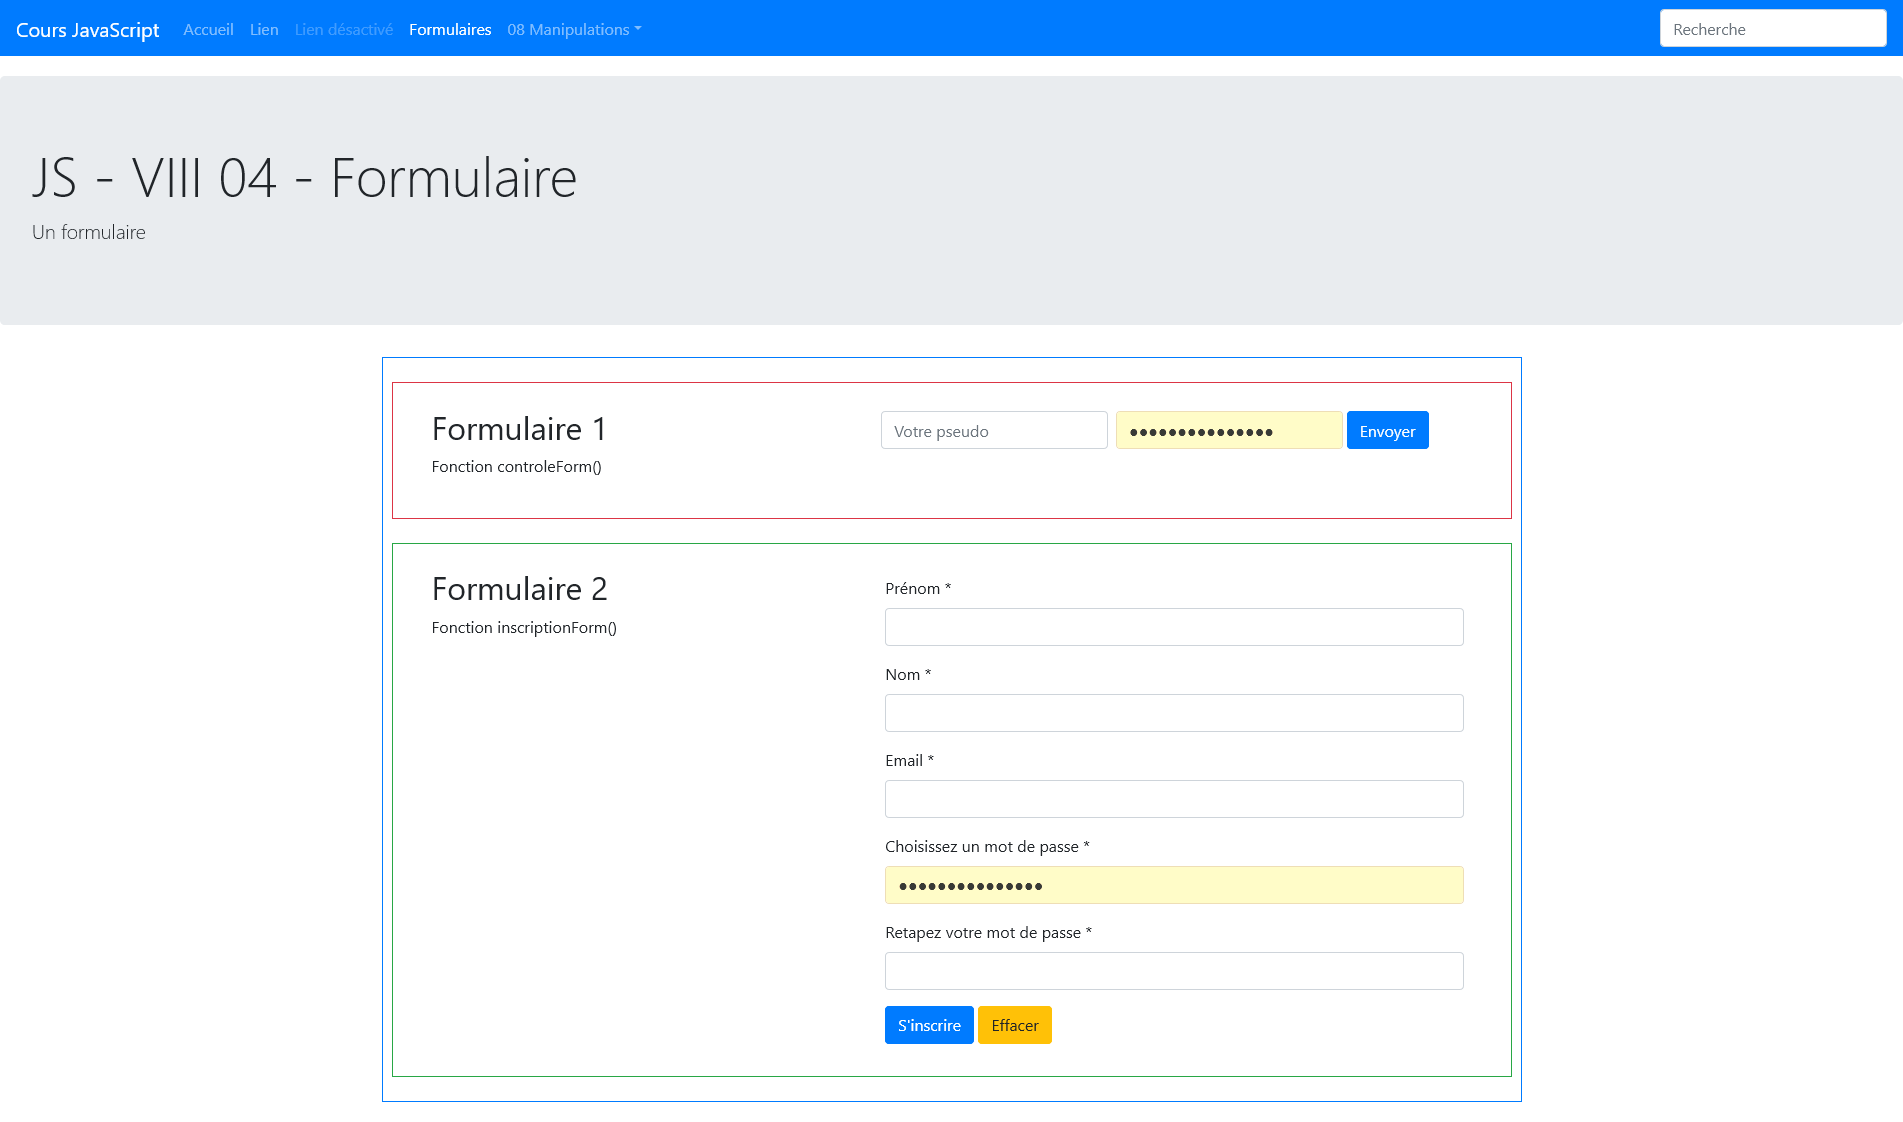 Cours JavaScript Accueil Lien Lien désactivé Formulaires 08 Manipulations Recherche
JS - VIII 04 - Formulaire
Un formulaire
Formulaire 1
Fonction controleForm()
Votre pseudo ••••••••••••••• Envoyer
Formulaire 2
Fonction inscriptionForm()
Prénom *
Nom *
Email *
Choisissez un mot de passe *
•••••••••••••••
Retapez votre mot de passe *
S'inscrire Effacer